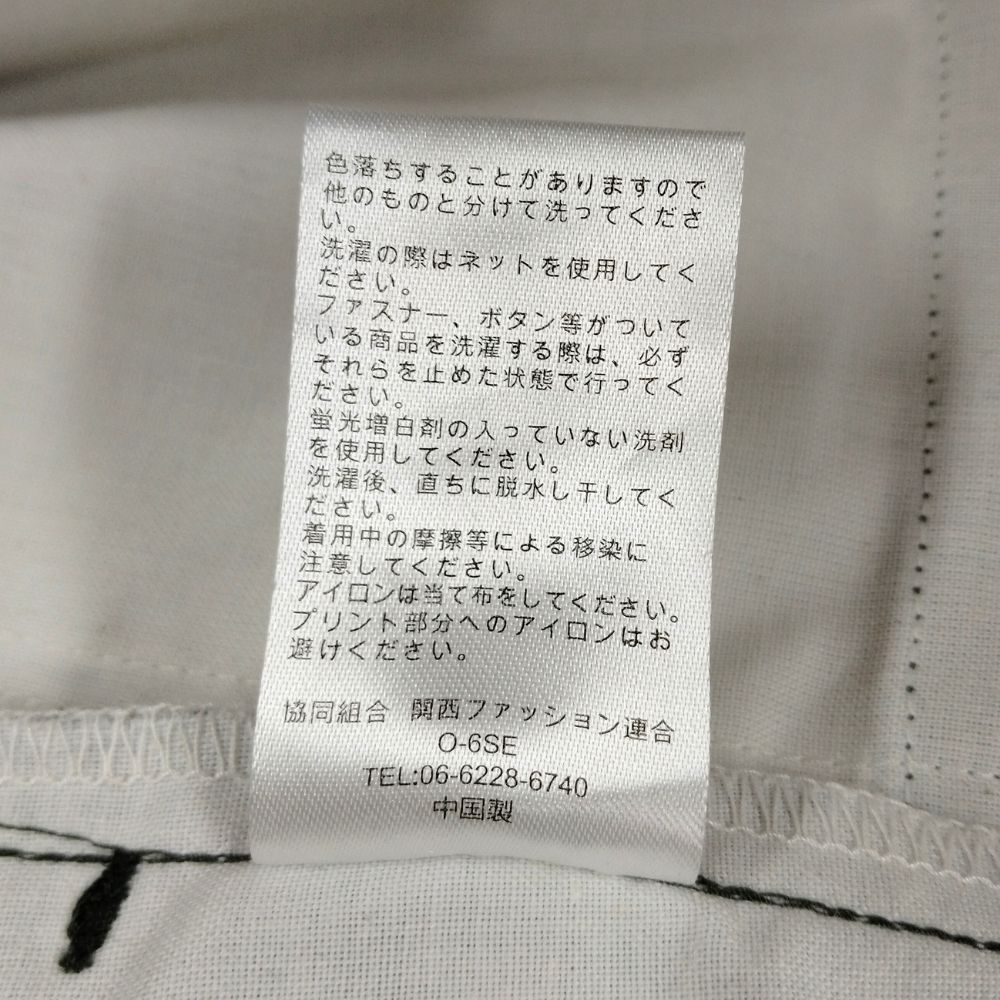 色落ちすることがありますので
他のものと分けて洗ってくださ
い。
洗濯の際はネットを使用してく
ださい。
ファスナー、ボタン等がついて
いる商品を洗濯する際は、必ず
それらを止めた状態で行ってく
ださい。
蛍光増白剤の入っていない洗剤
を使用してください。
洗濯後、直ちに脱水し干してく
ださい。
着用中の摩擦等による移染に
注意してください。
アイロンは当て布をしてください。
プリント部分へのアイロンはお
避けください。
協同組合 関西ファッション連合
O-6SE
TEL:06-6228-6740
中国製